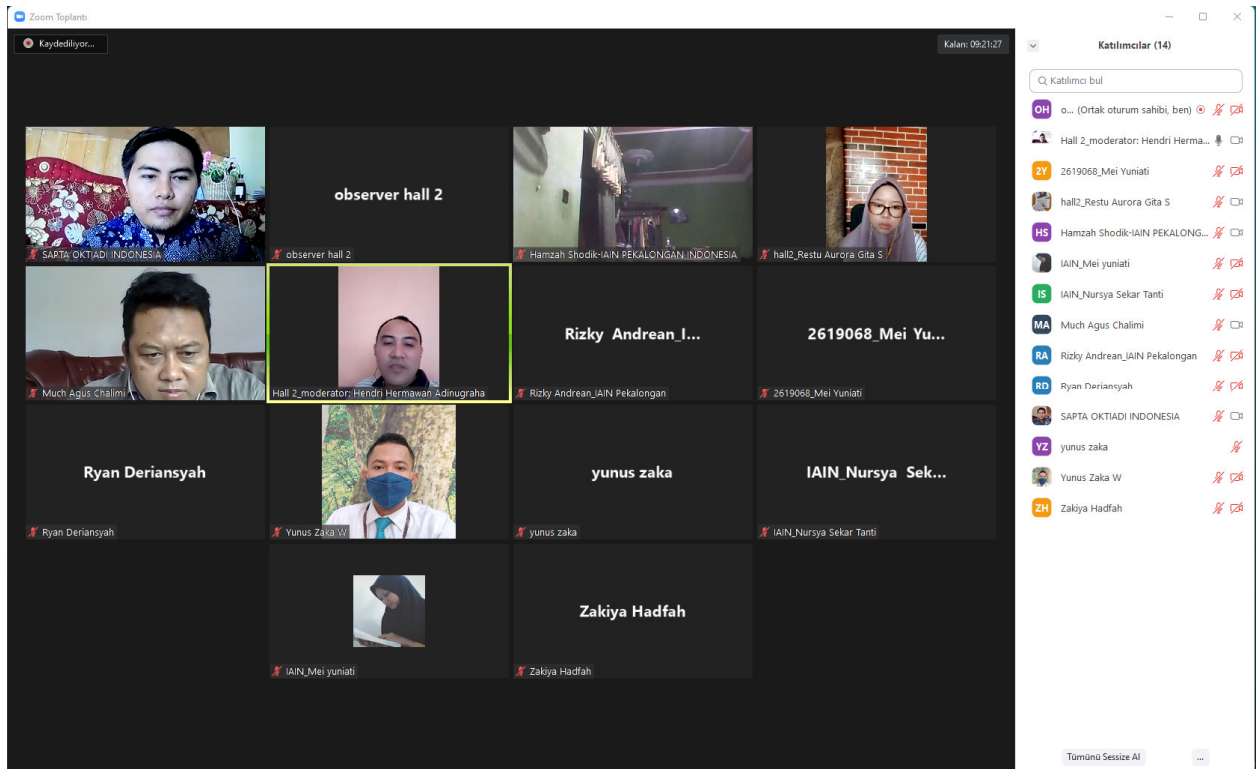 Zoom Toplantı
Kaydediliyor...
Kalan: 09:21:27
SAPTA OKTIADI INDONESIA
observer hall 2
observer hall 2
Hamzah Shodik-IAIN PEKALONGAN INDONESIA
hall2_Restu Aurora Gita S
Much Agus Chalimi
Hall 2_moderator: Hendri Hermawan Adinugraha
Rizky Andrean_I...
Rizky Andrean_IAIN Pekalongan
2619068_Mei Yu...
2619068_Mei Yuniati
Ryan Deriansyah
Ryan Deriansyah
Yunus Zaka W
yunus zaka
yunus zaka
IAIN_Nursya Sek...
IAIN_Nursya Sekar Tanti
IAIN_Mei yuniati
Zakiya Hadfah
Zakiya Hadfah
Katılımcılar (14)
Katılımcı bul
OH o... (Ortak oturum sahibi, ben)
Hall 2_moderator: Hendri Herma...
2Y 2619068_Mei Yuniati
hall2_Restu Aurora Gita S
HS Hamzah Shodik-IAIN PEKALONG...
IAIN_Mei yuniati
IS IAIN_Nursya Sekar Tanti
MA Much Agus Chalimi
RA Rizky Andrean_IAIN Pekalongan
RD Ryan Deriansyah
SAPTA OKTIADI INDONESIA
YZ yunus zaka
Yunus Zaka W
ZH Zakiya Hadfah
Tümünü Sessize Al
...